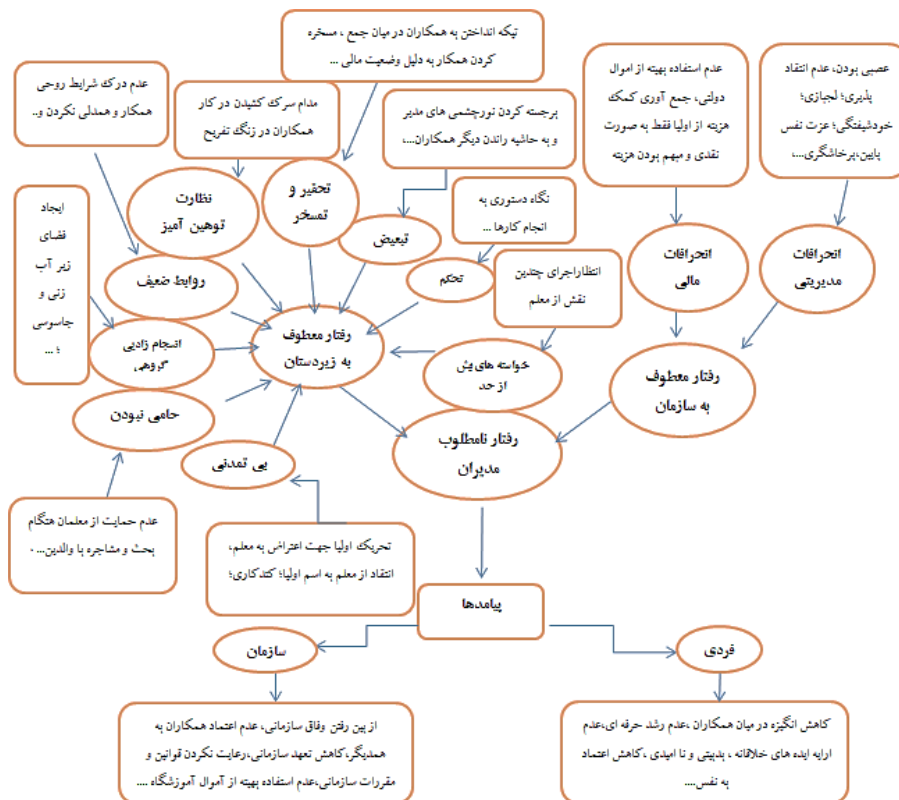 تیکه انداختن به همکاران در میان جمع ، مسخره
کردن همکار به دلیل وضعیت مالی ...
عصبی بودن، عدم انتقاد
پذیری؛ لجبازی؛
خودشیفتگی؛ عزت نفس
پایین،پرخاشگری...،
عدم استفاده بهینه از اموال
دولتی، جمع آوری کمک
هزینه از اولیا فقط به صورت
نقدی و مبهم بودن هزینه
عدم درک شرایط روحی
همکار و همدلی نکردن و..
مدام سرک کشیدن در کار
همکاران در زنگ تفریح
برجسته کردن نورچشمی های مدیر
و به حاشیه راندن دیگر همکاران...،
نگاه دستوری به
انجام کارها ...
انتظاراجرای چندین
نقش از معلم
ایجاد
فضای
زیر آب
زنی و
جاسوسی
؛ ...
تحقیر و
تمسخر
نظارت
توهین آمیز
تبعیض
تحکم
روابط ضعیف
انحرافات
مدیریتی
انحرافات
مالی
رفتار معطوف
به زیردستان
انسجام زدایی
گروهی
خواسته های بیش
از حد
رفتار معطوف
به سازمان
حامی نبودن
بی تمدنی
رفتار نامطلوب
مدیران
عدم حمایت از معلمان هنگام
بحث و مشاجره با والدین... .
تحریک اولیا جهت اعتراض به معلم،
انتقاد از معلم به اسم اولیا؛ کندکاری؛
پیامدها
فردی
سازمان
کاهش انگیزه در میان همکاران ،عدم رشد حرفه ای،عدم
ارایه ایده های خلاقانه ، بدبینی و نا امیدی ،کاهش اعتماد
به نفس....
از بین رفتن وفاق سازمانی، عدم اعتماد همکاران به
همدیگر،کاهش تعهد سازمانی،رعایت نکردن قوانین و
مقررات سازمانی،عدم استفاده بهینه از آموال آموزشگاه ....